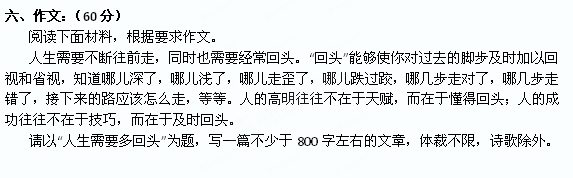 六、作文：（60分）
阅读下面材料，根据要求作文。
人生需要不断往前走，同时也需要经常回头。“回头”能够使你对过去的脚步及时加以回
视和省视，知道哪儿深了，哪儿浅了，哪儿走歪了，哪儿跌过跤，哪几步走对了，哪几步走
错了，接下来的路应该怎么走，等等。人的高明往往不在于天赋，而在于懂得回头；人的成
功往往不在于技巧，而在于及时回头。
请以“人生需要多回头”为题，写一篇不少于 800 字左右的文章，体裁不限，诗歌除外。